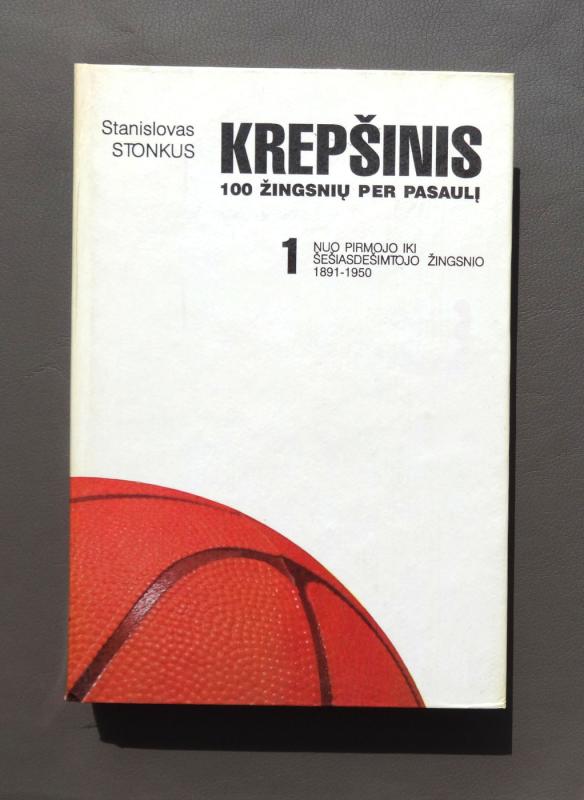 Stanislovas
STONKUS
KREPŠINIS
100 ŽINGSNIŲ PER PASAULĮ
1
NUO PIRMOJO IKI
ŠEŠIASDEŠIMTOJO ŽINGSNIO
1891-1950